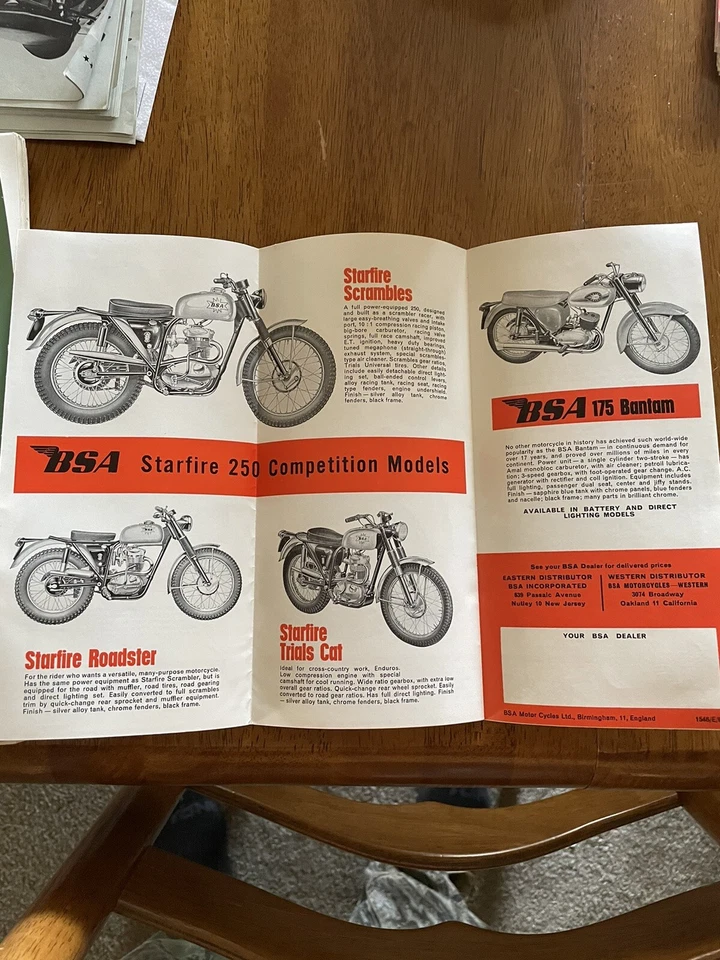 Starfire
Scrambles
A full power-equipped 250, designed
and built as a scrambler racer, with
large easy-breathing valves and intake
port, 10:1 compression racing piston,
big-bore carburetor, racing valve
springs, full race camshaft, improved
E.T. ignition, heavy duty bearings,
tuned megaphone (straight-through)
exhaust system, special scrambles-
type air cleaner. Scrambles gear ratios,
Trials Universal tires. Other details
include easily detachable direct light-
ing set, ball-ended control levers,
alloy racing tank, racing seat, racing
type fenders, engine undershield.
Finish — silver alloy tank, chrome
fenders, black frame.
BSA Starfire 250 Competition Models
Starfire Roadster
For the rider who wants a versatile, many-purpose motorcycle.
Has the same power equipment as Starfire Scrambler, but is
equipped for the road with muffler, road tires, road gearing
and direct lighting set. Easily converted to full scrambles
trim by quick-change rear sprocket and muffler equipment.
Finish — silver alloy tank, chrome fenders, black frame.
Starfire
Trials Cat
Ideal for cross-country work, Enduros.
Low compression engine with special
camshaft for cool running. Wide ratio gearbox, with extra low
overall gear ratios. Quick-change rear wheel sprocket. Easily
converted to road gear ratios. Has full direct lighting. Finish
— silver alloy tank, chrome fenders, black frame.
BSA 175 Bantam
No other motorcycle in history has achieved such world-wide
popularity as the BSA Bantam — in continuous demand for
over 17 years, and proved over millions of miles in every
continent. Power unit — a single cylinder two-stroke — has
Amal monobloc carburetor, with air cleaner; petroil lubrica-
tion; 3-speed gearbox, with foot-operated gear change. A.C.
generator with rectifier and coil ignition. Equipment includes
full lighting, passenger dual seat, center and jiffy stands.
Finish — sapphire blue tank with chrome panels, blue fenders
and nacelle; black frame; many parts in brilliant chrome.
AVAILABLE IN BATTERY AND DIRECT
LIGHTING MODELS
See your BSA Dealer for delivered prices
EASTERN DISTRIBUTOR
BSA INCORPORATED
639 Passaic Avenue
Nutley 10 New Jersey
WESTERN DISTRIBUTOR
BSA MOTORCYCLES—WESTERN
3074 Broadway
Oakland 11 California
YOUR BSA DEALER
BSA Motor Cycles Ltd., Birmingham, 11, England